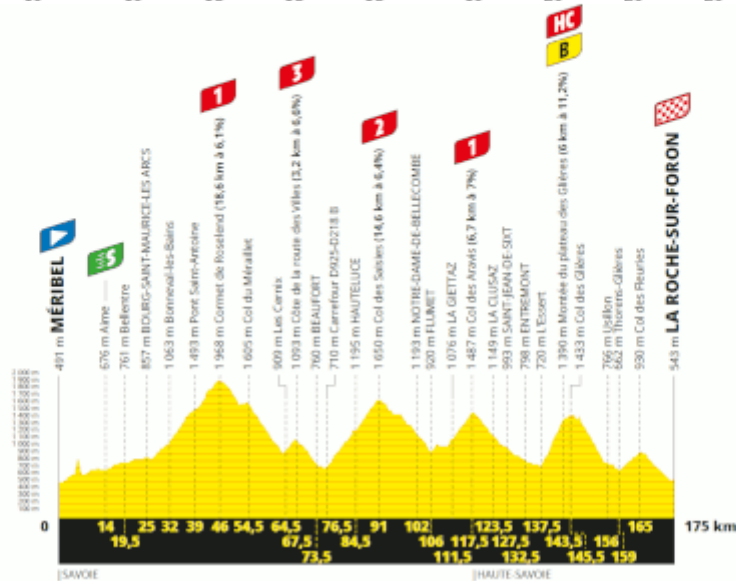 HC
B
1
3
2
1
S
491 m MÉRIBEL
676 m Aime
761 m Bellentre
857 m BOURG-SAINT-MAURICE-LES ARCS
1 063 m Bonneval-les-Bains
1 493 m Pont Saint-Antoine
1 968 m Cormet de Roselend (18,6 km à 6,1%)
1 605 m Col du Méraillet
909 m Les Curnix
1 093 m Côte de la route des Villes (3,2 km à 6,6%)
760 m BEAUFORT
710 m Carrefour D925-D218 B
1 195 m HAUTELUCE
1 650 m Col des Saisies (14,6 km à 6,4%)
1 193 m NOTRE-DAME-DE-BELLECOMBE
920 m FLUMET
1 076 m LA GIETTAZ
1 487 m Col des Aravis (6,7 km à 7%)
1 149 m LA CLUSAZ
993 m SAINT-JEAN-DE-SIXT
798 m ENTREMONT
720 m L'Essert
1 390 m Montée du plateau des Glières (6 km à 11,2%)
1 433 m Col des Glières
766 m Usillon
662 m Thorens-Glières
930 m Col des Fleuries
543 m LA ROCHE-SUR-FORON
0 14 25 32 39 46 54,5 64,5 76,5 91 102 123,5 137,5 165 175 km
19,5 67,5 84,5 106 117,5 127,5 143,5 156
73,5 111,5 132,5 145,5 159
SAVOIE HAUTE-SAVOIE